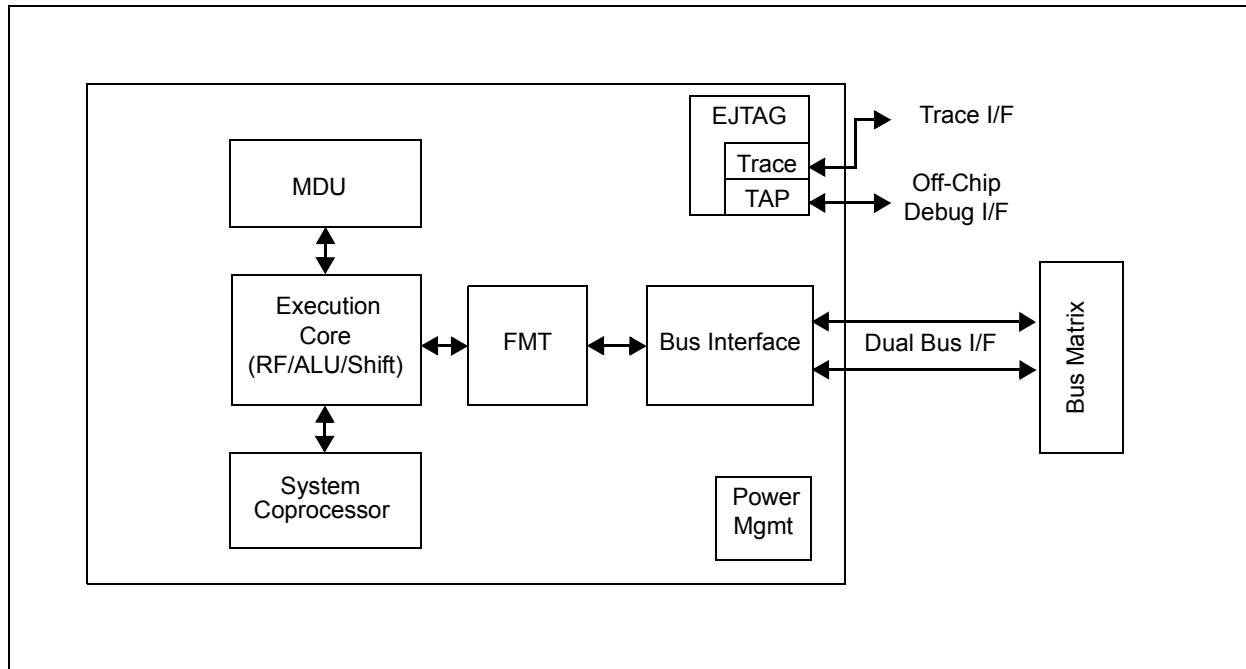 EJTAG
Trace
TAP
Trace I/F
Off-Chip
Debug I/F
MDU
Execution
Core
(RF/ALU/Shift)
FMT
Bus Interface
Dual Bus I/F
Bus Matrix
System
Coprocessor
Power
Mgmt